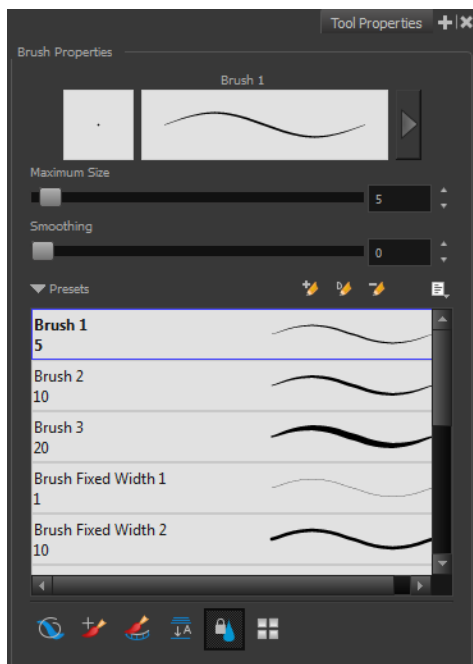 Tool Properties
Brush Properties
Brush 1
Maximum Size
5
Smoothing
0
Presets
Brush 1
5
Brush 2
10
Brush 3
20
Brush Fixed Width 1
1
Brush Fixed Width 2
10